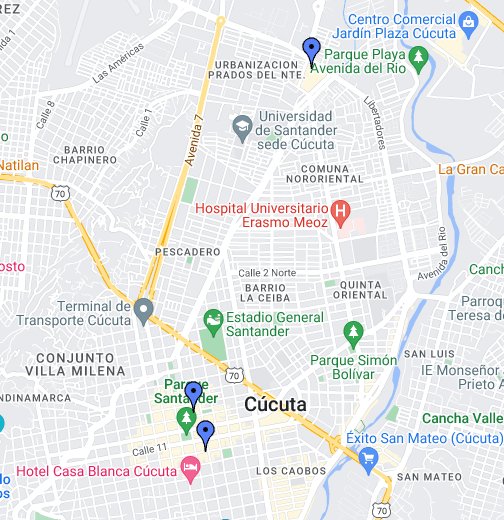 REZ
Centro Comercial
Jardín Plaza Cúcuta
URBANIZACION
PRADOS DEL NTE.
Parque Playa
Avenida del Rio
Las Américas
Calle 8
Calle 1
Avenida 7
Libertadores
Universidad
de Santander
sede Cúcuta
BARRIO
CHAPINERO
Natilan
COMUNA
NORORIENTAL
La Gran Ca
70
Hospital Universitario
Erasmo Meoz
Avenida del Rio
PESCADERO
osto
Calle 2 Norte
BARRIO
LA CEIBA
QUINTA
ORIENTAL
Canch
Terminal de
Transporte Cúcuta
Estadio General
Santander
Parroq
Teresa de
CONJUNTO
VILLA MILENA
Parque Simón
Bolívar
SAN LUIS
IE Monseñor
Prieto A
70
NDINAMARCA
Parque
Santander
Cúcuta
Cancha Valle
Calle 11
Éxito San Mateo (Cúcuta)
Hotel Casa Blanca Cúcuta
LOS CAOBOS
SAN MATEO
lo
os
70